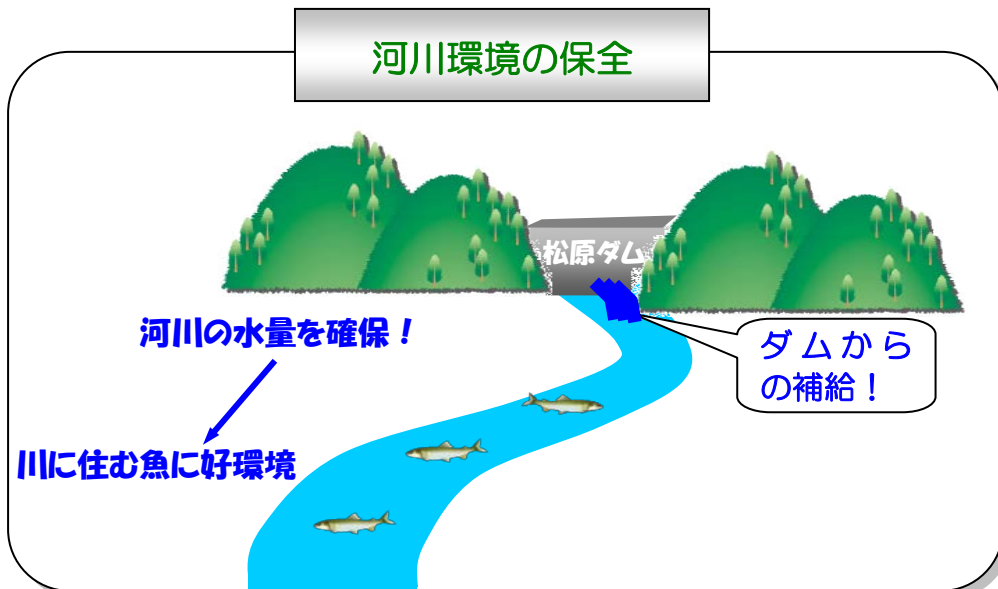 河川環境の保全
松原ダム
河川の水量を確保！
ダムから
の補給！
川に住む魚に好環境